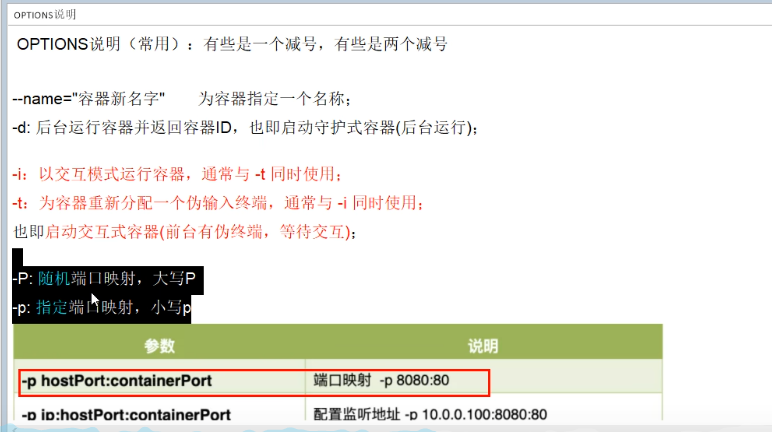 OPTIONS说明
OPTIONS说明（常用）：有些是一个减号，有些是两个减号
--name="容器新名字" 为容器指定一个名称；
-d: 后台运行容器并返回容器ID，也即启动守护式容器(后台运行)；
-i：以交互模式运行容器，通常与 -t 同时使用；
-t：为容器重新分配一个伪输入终端，通常与 -i 同时使用；
也即启动交互式容器(前台有伪终端，等待交互)；
-P: 随机端口映射，大写P
-p: 指定端口映射，小写p
参数 说明
-p hostPort:containerPort 端口映射 -p 8080:80
-p ip:hostPort:containerPort 配置监听地址 -p 10.0.0.100:8080:80